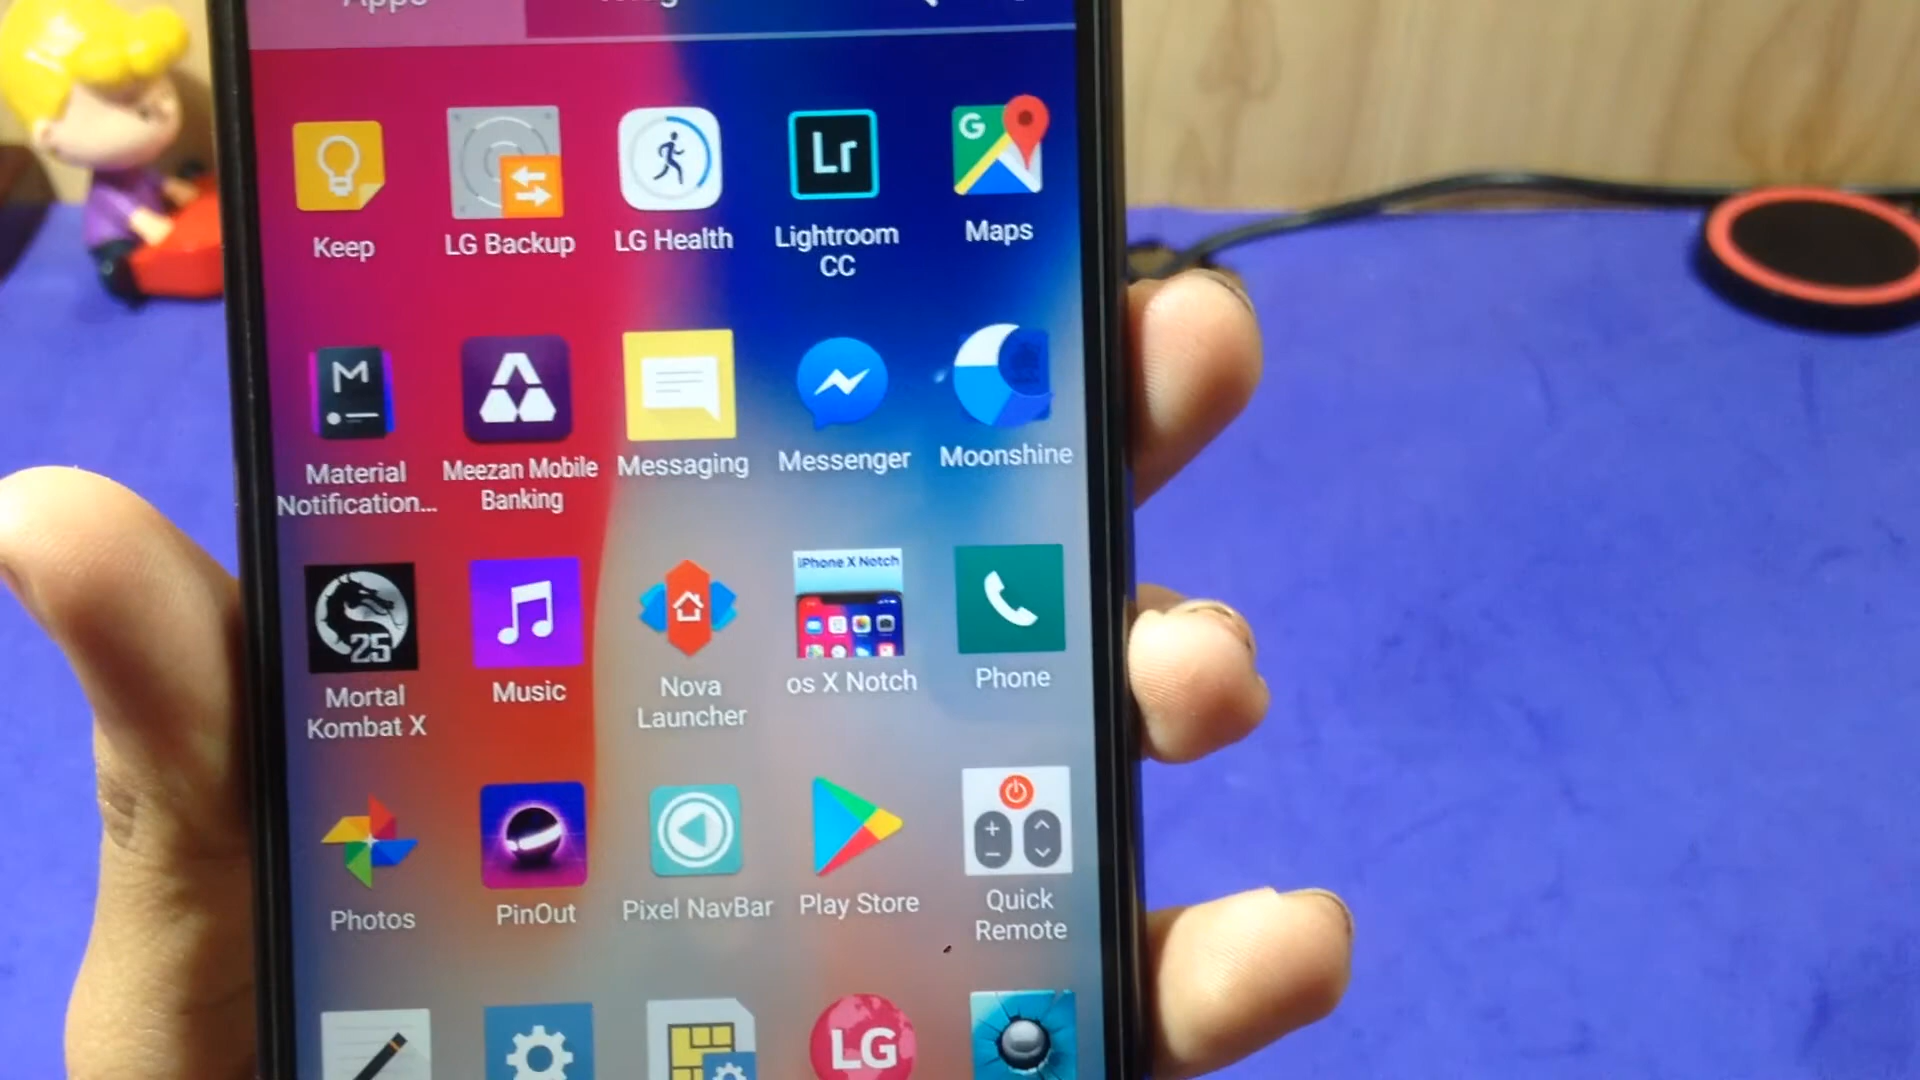 Apps
G
Lr
Keep
LG Backup
LG Health
Lightroom
CC
Maps
M
Material
Notification...
Meezan Mobile
Banking
Messaging
Messenger
Moonshine
iPhone X Notch
25
Mortal
Kombat X
Music
Nova
Launcher
os X Notch
Phone
Photos
PinOut
Pixel NavBar
Play Store
Quick
Remote
LG